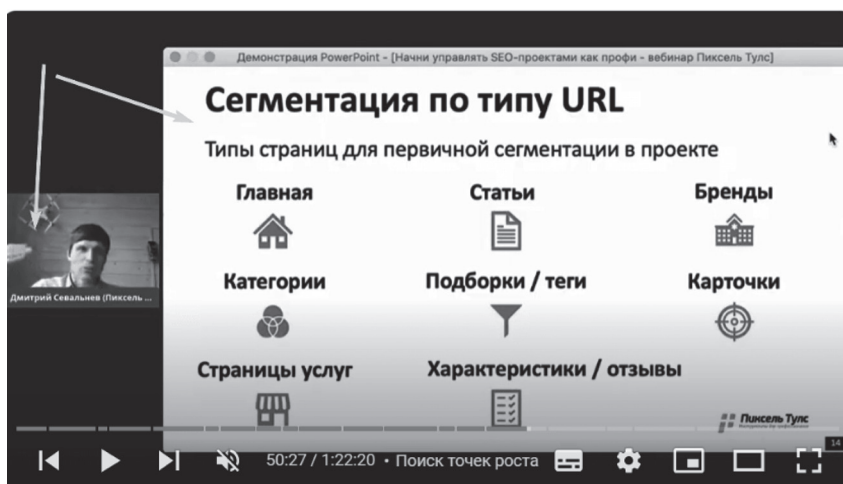 Демонстрация PowerPoint - [Начни управлять SEO-проектами как профи - вебинар Пиксель Тулс]
Сегментация по типу URL
Типы страниц для первичной сегментации в проекте
Главная
Статьи
Бренды
Категории
Подборки / теги
Карточки
Страницы услуг
Характеристики / отзывы
Дмитрий Севальнев (Пиксель ...
Пиксель Тулс
14
50:27 / 1:22:20 • Поиск точек роста